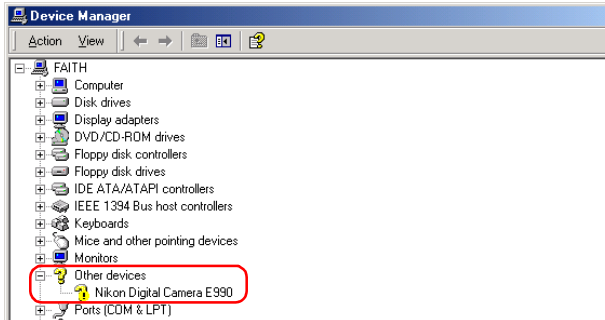 Device Manager
Action View
FAITH
Computer
Disk drives
Display adapters
DVD/CD-ROM drives
Floppy disk controllers
Floppy disk drives
IDE ATA/ATAPI controllers
IEEE 1394 Bus host controllers
Keyboards
Mice and other pointing devices
Monitors
Other devices
Nikon Digital Camera E990
Ports (COM & LPT)